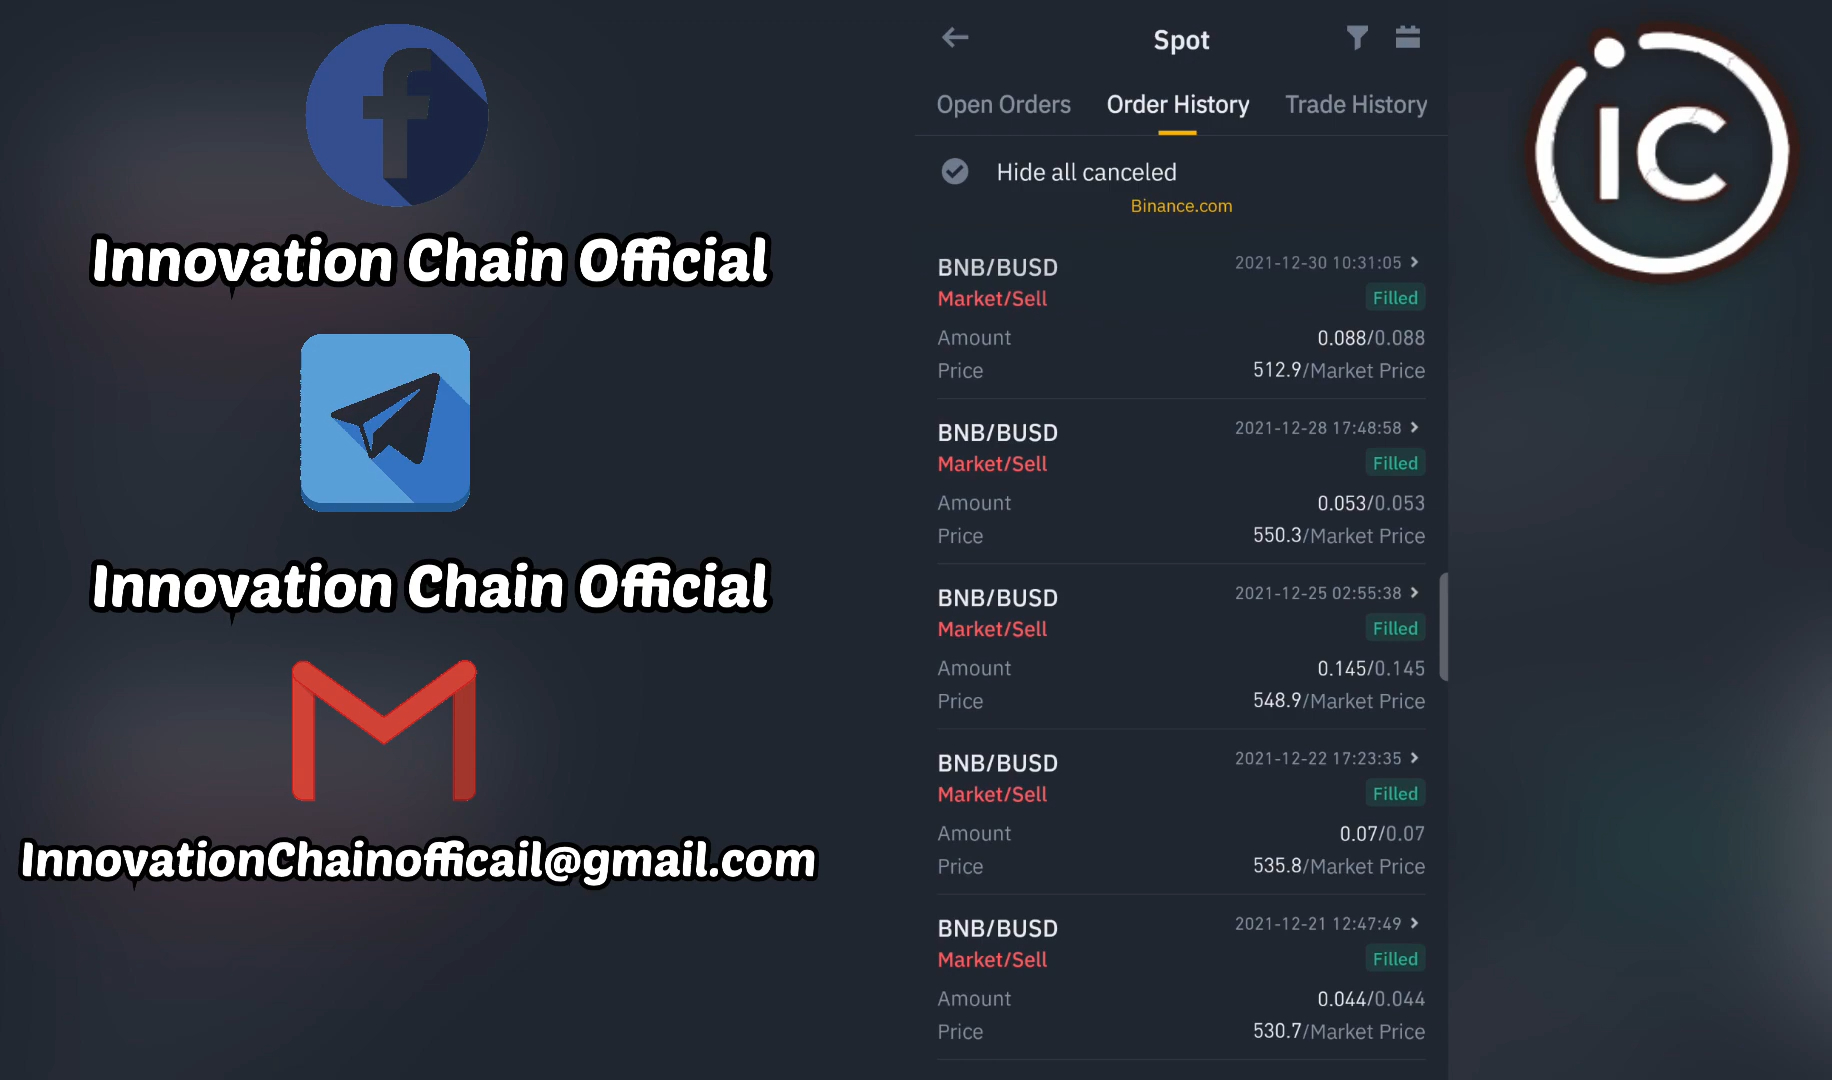 Innovation Chain Official
Innovation Chain Official
InnovationChainofficail@gmail.com
Spot
Open Orders Order History Trade History
Hide all canceled
Binance.com
BNB/BUSD 2021-12-30 10:31:05
Market/Sell Filled
Amount 0.088/0.088
Price 512.9/Market Price
BNB/BUSD 2021-12-28 17:48:58
Market/Sell Filled
Amount 0.053/0.053
Price 550.3/Market Price
BNB/BUSD 2021-12-25 02:55:38
Market/Sell Filled
Amount 0.145/0.145
Price 548.9/Market Price
BNB/BUSD 2021-12-22 17:23:35
Market/Sell Filled
Amount 0.07/0.07
Price 535.8/Market Price
BNB/BUSD 2021-12-21 12:47:49
Market/Sell Filled
Amount 0.044/0.044
Price 530.7/Market Price
IC